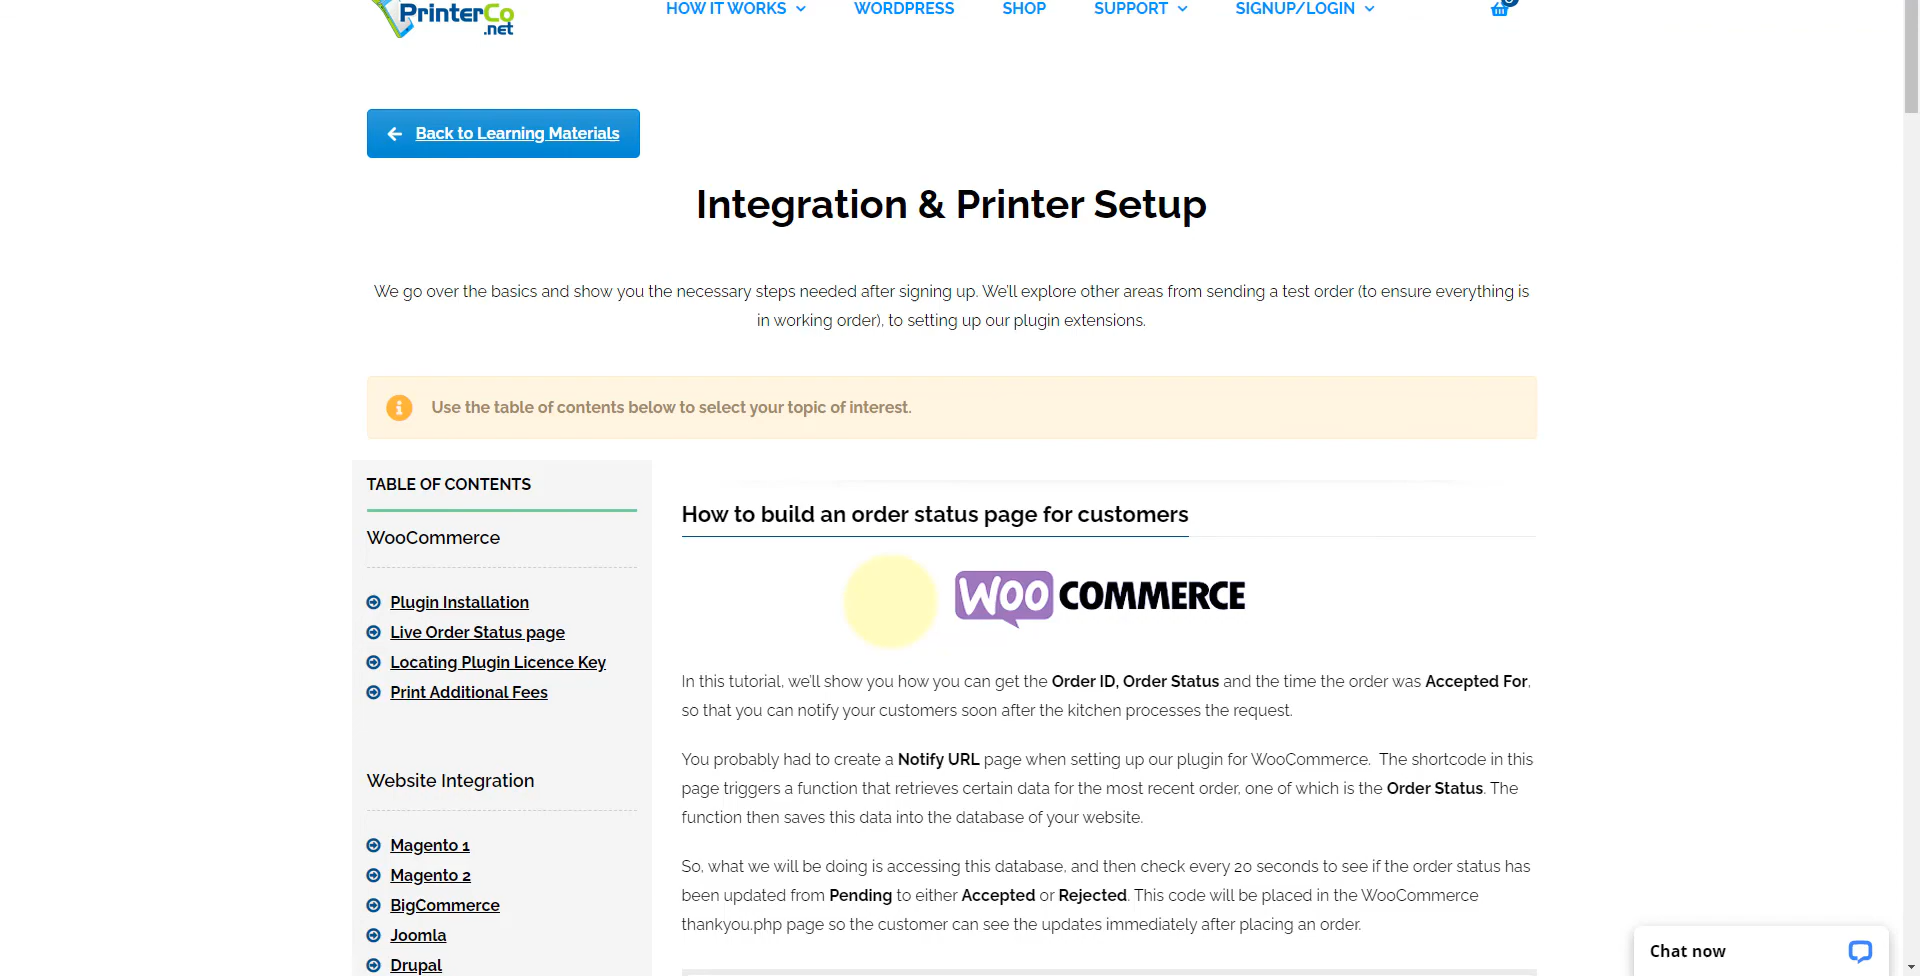 PrinterCo
.net
HOW IT WORKS
WORDPRESS
SHOP
SUPPORT
SIGNUP/LOGIN
Back to Learning Materials
Integration & Printer Setup
We go over the basics and show you the necessary steps needed after signing up. We'll explore other areas from sending a test order (to ensure everything is
in working order), to setting up our plugin extensions.
Use the table of contents below to select your topic of interest.
TABLE OF CONTENTS
WooCommerce
Plugin Installation
Live Order Status page
Locating Plugin Licence Key
Print Additional Fees
Website Integration
Magento 1
Magento 2
BigCommerce
Joomla
Drupal
How to build an order status page for customers
WOO COMMERCE
In this tutorial, we'll show you how you can get the Order ID, Order Status and the time the order was Accepted For,
so that you can notify your customers soon after the kitchen processes the request.
You probably had to create a Notify URL page when setting up our plugin for WooCommerce. The shortcode in this
page triggers a function that retrieves certain data for the most recent order, one of which is the Order Status. The
function then saves this data into the database of your website.
So, what we will be doing is accessing this database, and then check every 20 seconds to see if the order status has
been updated from Pending to either Accepted or Rejected. This code will be placed in the WooCommerce
thankyou.php page so the customer can see the updates immediately after placing an order.
Chat now